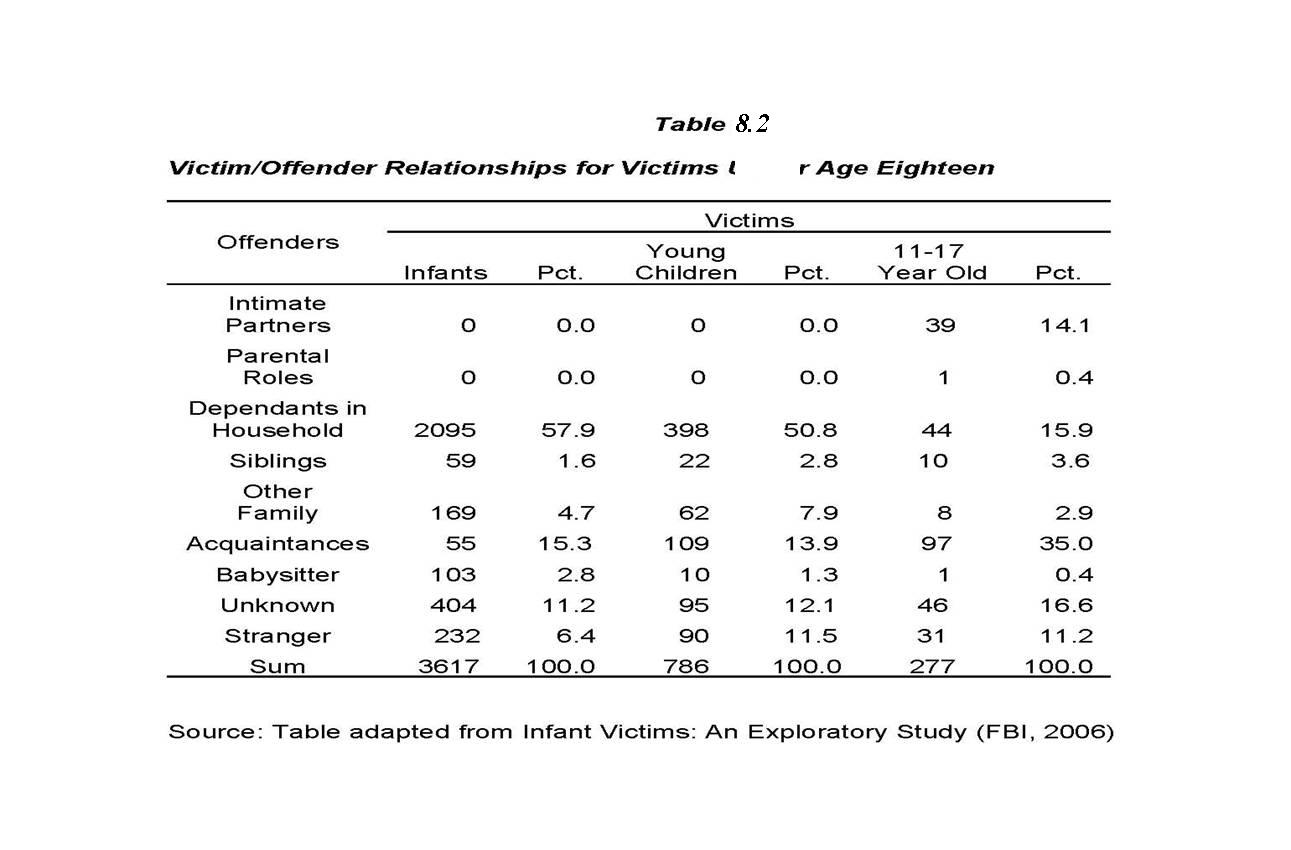 Table 8.2
Victim/Offender Relationships for Victims r Age Eighteen
Victims
Offenders
Young 11-17
Infants Pct. Children Pct. Year Old Pct.
Intimate
Partners 0 0.0 0 0.0 39 14.1
Parental
Roles 0 0.0 0 0.0 1 0.4
Dependants in
Household 2095 57.9 398 50.8 44 15.9
Siblings 59 1.6 22 2.8 10 3.6
Other
Family 169 4.7 62 7.9 8 2.9
Acquaintances 55 15.3 109 13.9 97 35.0
Babysitter 103 2.8 10 1.3 1 0.4
Unknown 404 11.2 95 12.1 46 16.6
Stranger 232 6.4 90 11.5 31 11.2
Sum 3617 100.0 786 100.0 277 100.0
Source: Table adapted from Infant Victims: An Exploratory Study (FBI, 2006)